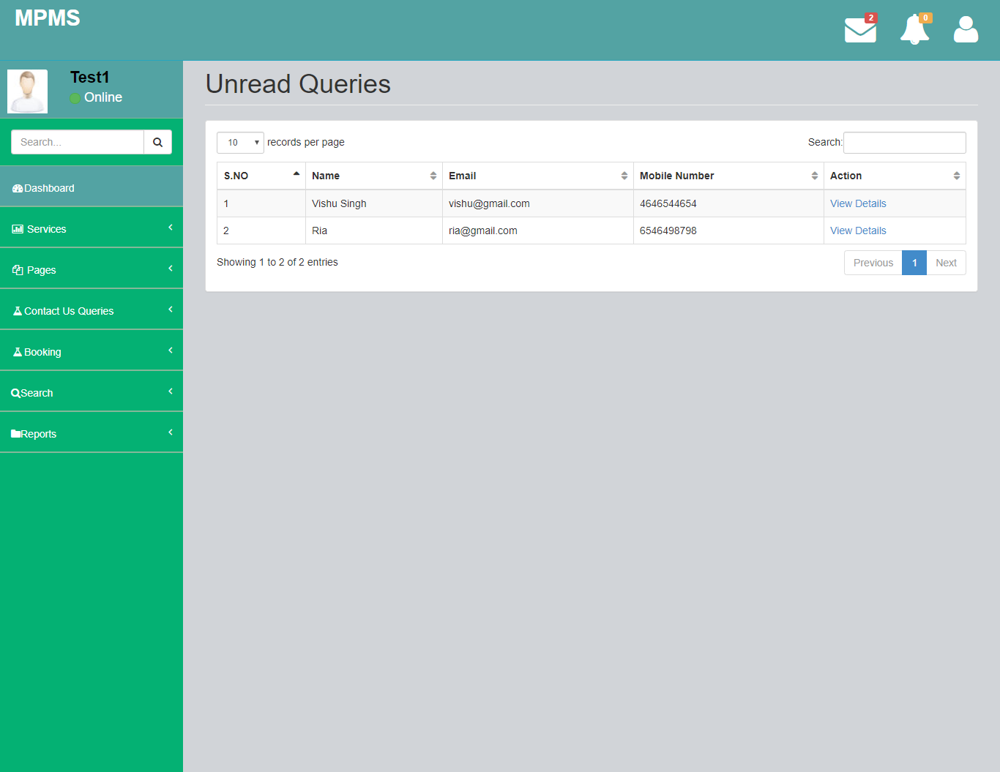 MPMS
2
0
Test1
Online
Search...
Dashboard
Services
Pages
Contact Us Queries
Booking
Search
Reports
Unread Queries
10 records per page
Search:
S.NO Name Email Mobile Number Action
1 Vishu Singh vishu@gmail.com 4646544654 View Details
2 Ria ria@gmail.com 6546498798 View Details
Showing 1 to 2 of 2 entries
Previous 1 Next